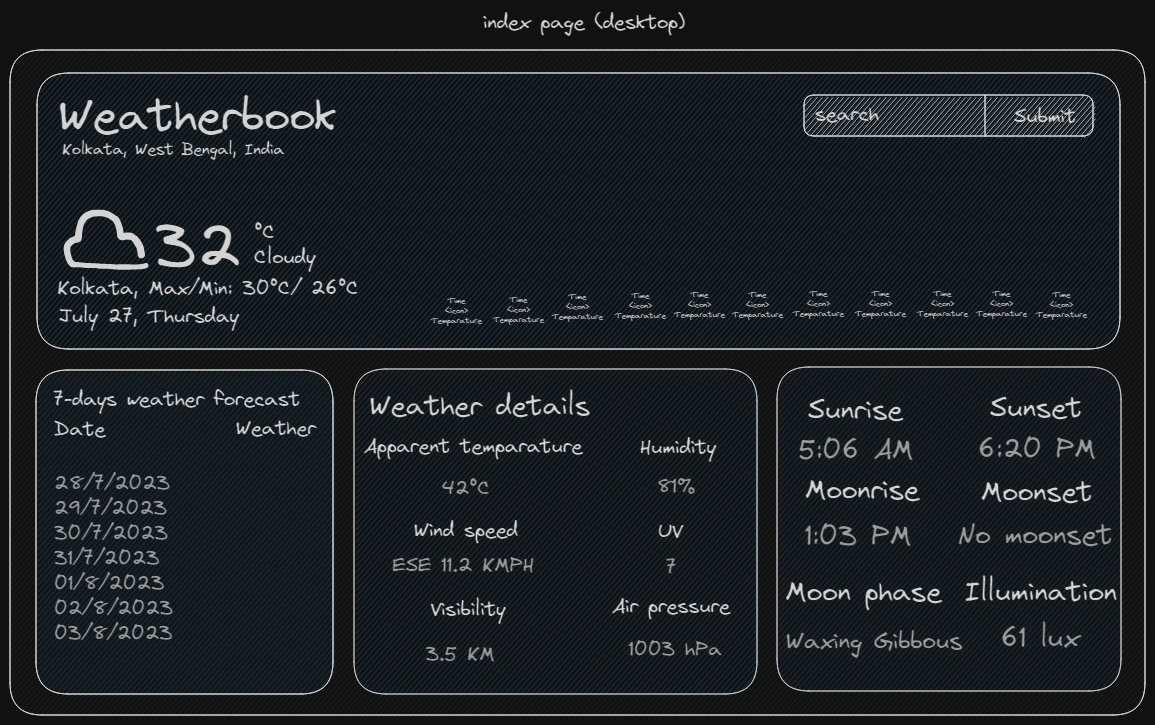 index page (desktop)
Weatherbook
Kolkata, West Bengal, India
search
Submit
32
°C
Cloudy
Kolkata, Max/Min: 30°C/ 26°C
July 27, Thursday
Time Time Time Time Time Time Time Time Time Time Time
<icon> <icon> <icon> <icon> <icon> <icon> <icon> <icon> <icon> <icon> <icon>
Temparature Temparature Temparature Temparature Temparature Temparature Temparature Temparature Temparature Temparature Temparature
7-days weather forecast
Date Weather
28/7/2023
29/7/2023
30/7/2023
31/7/2023
01/8/2023
02/8/2023
03/8/2023
Weather details
Apparent temparature Humidity
42°C 81%
Wind speed UV
ESE 11.2 KMPH 7
Visibility Air pressure
3.5 KM 1003 hPa
Sunrise Sunset
5:06 AM 6:20 PM
Moonrise Moonset
1:03 PM No moonset
Moon phase Illumination
Waxing Gibbous 61 lux